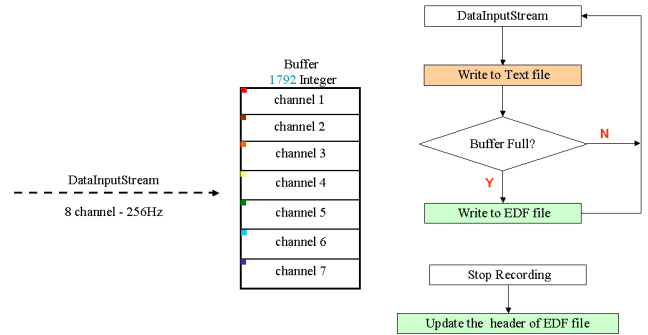 DataInputStream
8 channel - 256Hz
Buffer
1792 Integer
channel 1
channel 2
channel 3
channel 4
channel 5
channel 6
channel 7
DataInputStream
Write to Text file
Buffer Full?
N
Y
Write to EDF file
Stop Recording
Update the header of EDF file